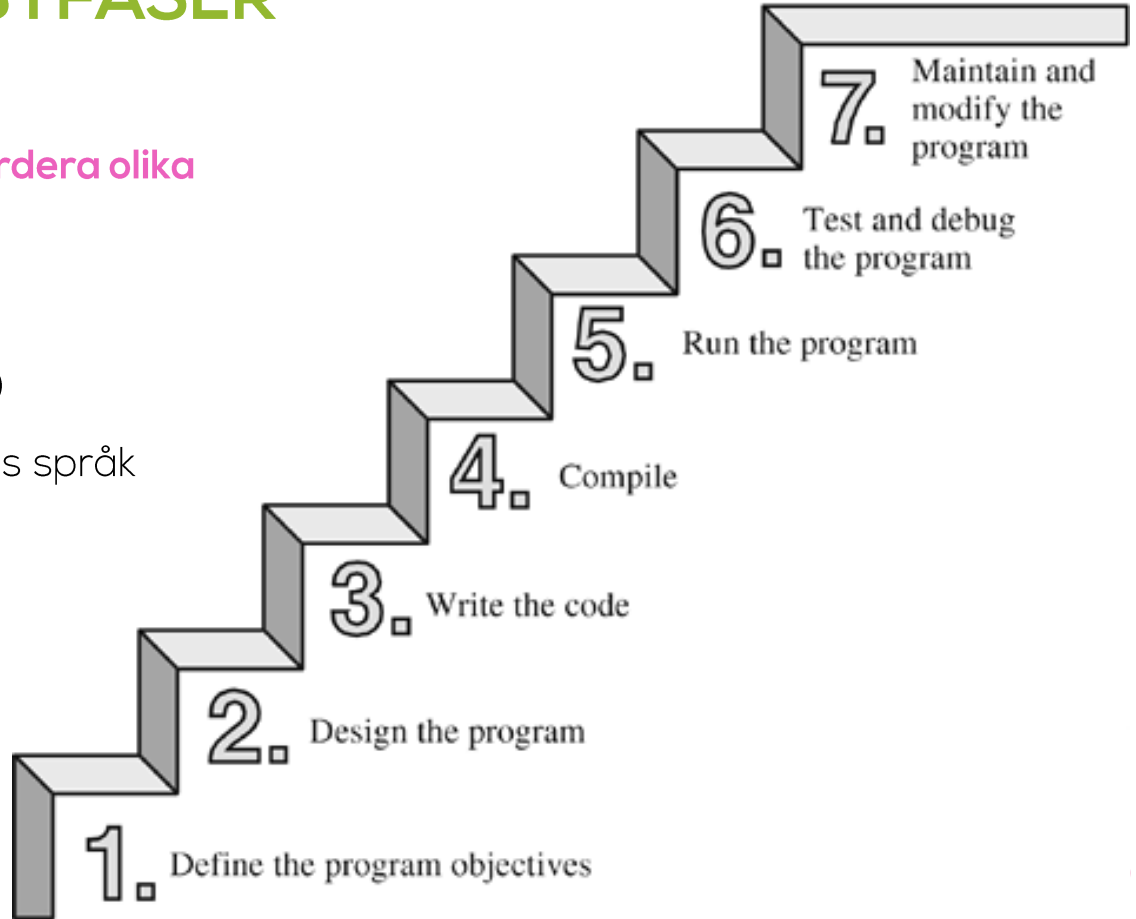 STFASER
rdera olika
)
s språk
7. Maintain and
modify the
program
6. Test and debug
the program
5. Run the program
4. Compile
3. Write the code
2. Design the program
1. Define the program objectives